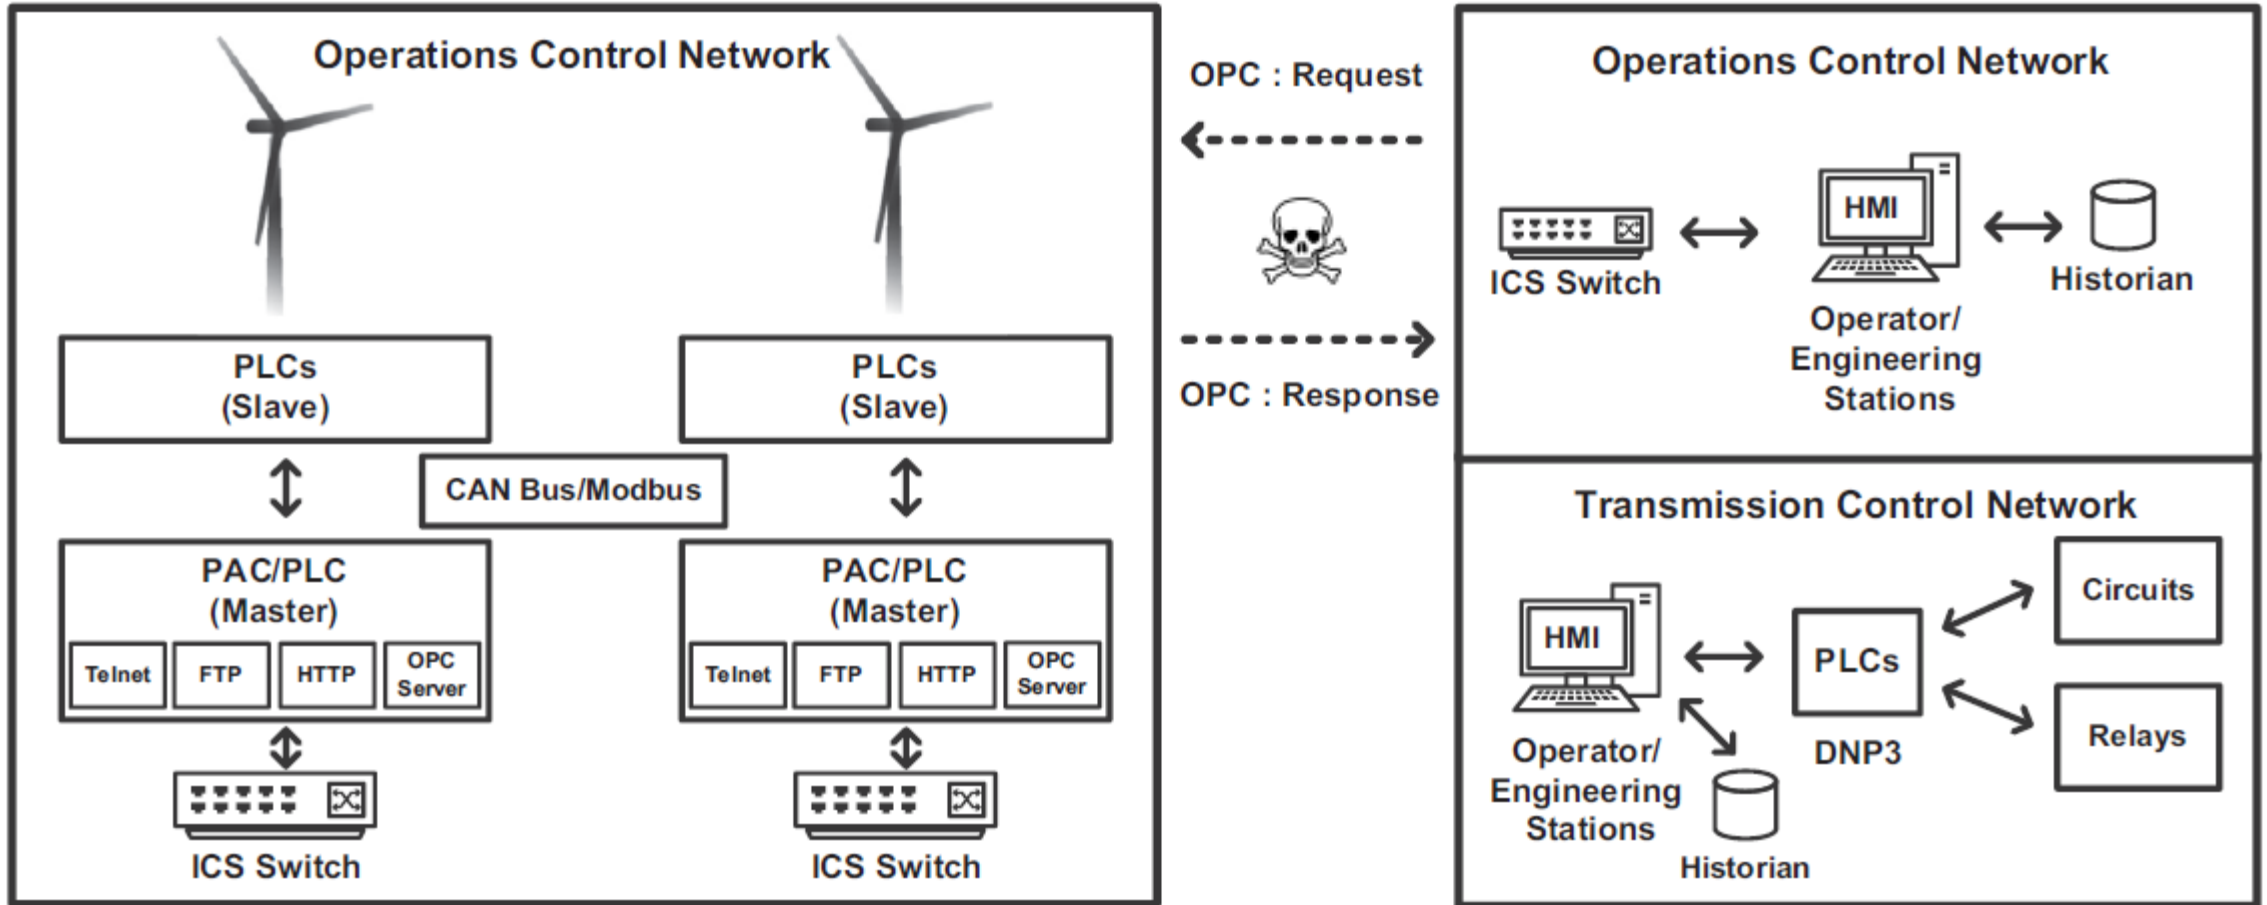 Operations Control Network
PLCs
(Slave)
PLCs
(Slave)
CAN Bus/Modbus
PAC/PLC
(Master)
Telnet
FTP
HTTP
OPC
Server
PAC/PLC
(Master)
Telnet
FTP
HTTP
OPC
Server
ICS Switch
ICS Switch
OPC : Request
OPC : Response
Operations Control Network
ICS Switch
HMI
Operator/
Engineering
Stations
Historian
Transmission Control Network
HMI
Operator/
Engineering
Stations
Historian
PLCs
DNP3
Circuits
Relays